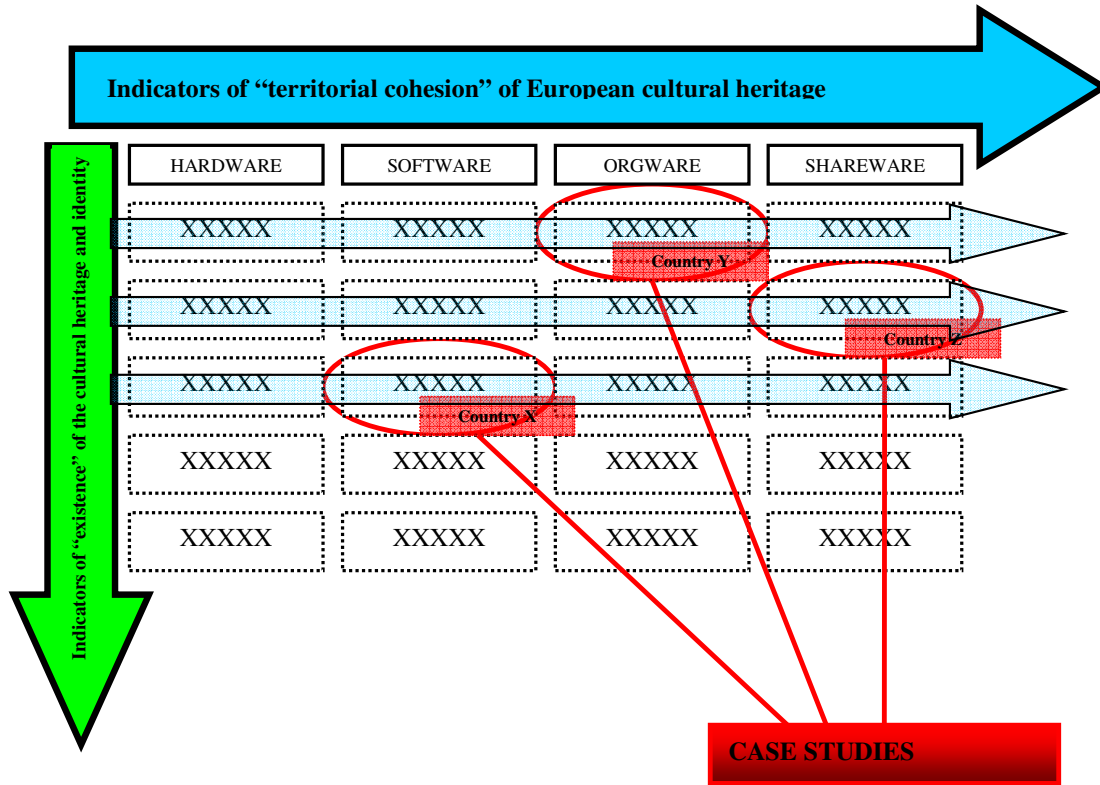 Indicators of “territorial cohesion” of European cultural heritage
Indicators of “existence” of the cultural heritage and identity
HARDWARE SOFTWARE ORGWARE SHAREWARE
XXXXX XXXXX XXXXX XXXXX
Country Y
XXXXX XXXXX XXXXX XXXXX
Country Z
XXXXX XXXXX XXXXX XXXXX
Country X
XXXXX XXXXX XXXXX XXXXX
XXXXX XXXXX XXXXX XXXXX
CASE STUDIES